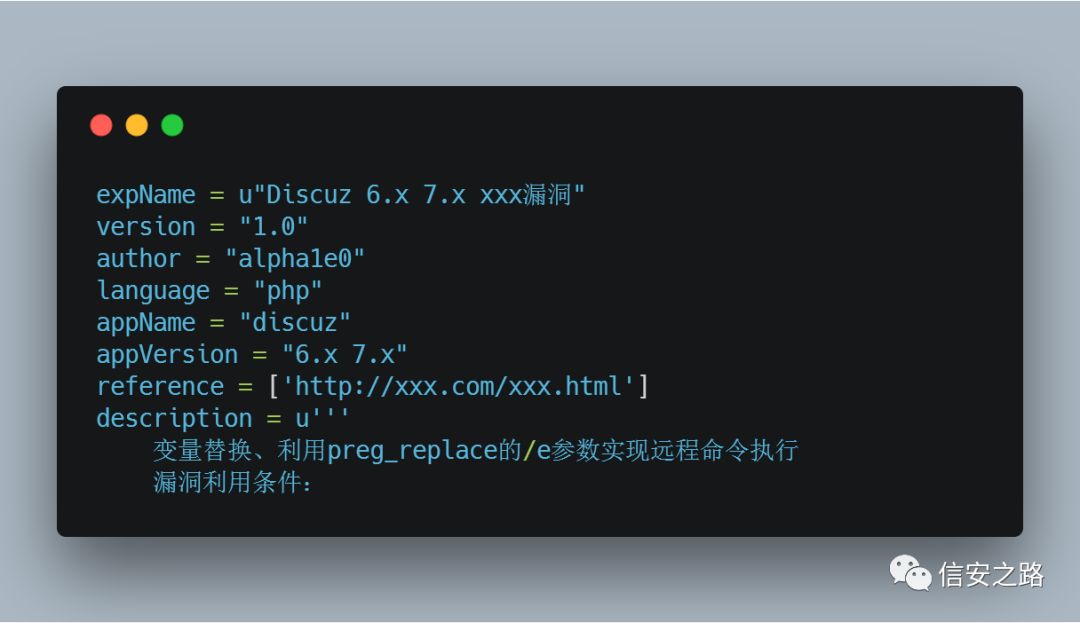 expName = u"Discuz 6.x 7.x xxx漏洞"
version = "1.0"
author = "alpha1e0"
language = "php"
appName = "discuz"
appVersion = "6.x 7.x"
reference = ['http://xxx.com/xxx.html']
description = u'''
    变量替换、利用preg_replace的/e参数实现远程命令执行
    漏洞利用条件:
信安之路